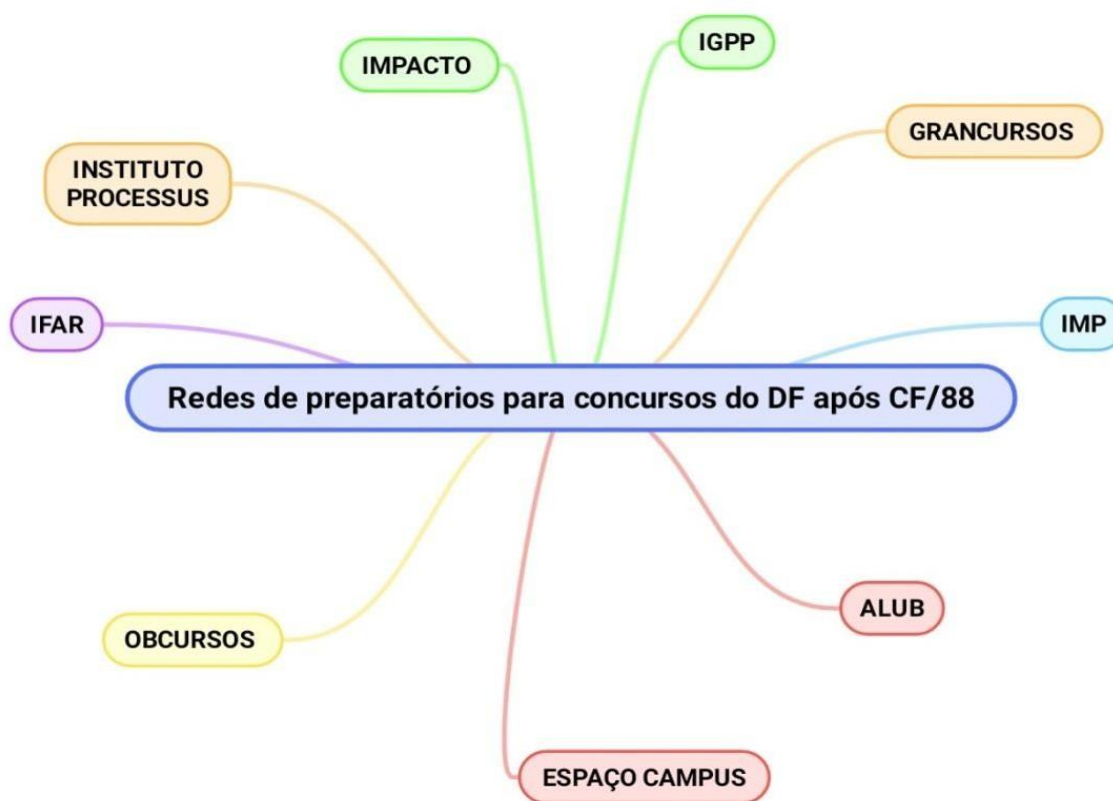 IGPP
IMPACTO
GRANCURSOS
INSTITUTO
PROCESSUS
IFAR
IMP
Redes de preparatórios para concursos do DF após CF/88
ALUB
OBCURSOS
ESPAÇO CAMPUS